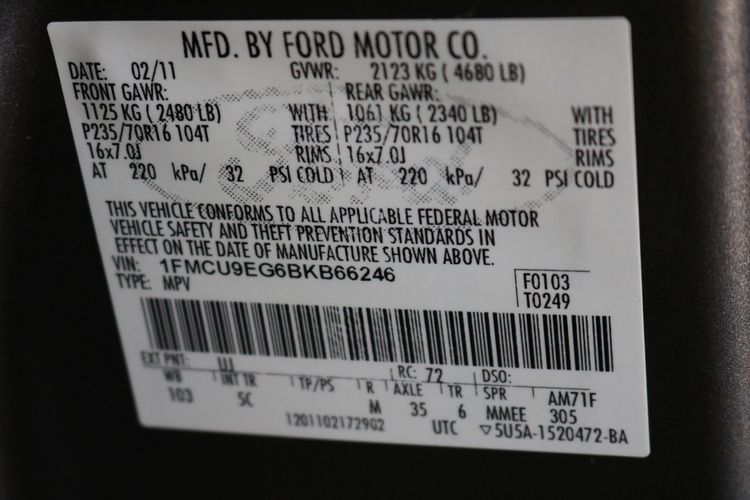 MFD. BY FORD MOTOR CO.
DATE: 02/11 GVWR: 2123 KG ( 4680 LB)
FRONT GAWR: REAR GAWR:
1125 KG ( 2480 LB) WITH 1061 KG ( 2340 LB) WITH
P235/70R16 104T TIRES P235/70R16 104T TIRES
16x7.0J RIMS 16x7.0J RIMS
AT 220 kPa/ 32 PSI COLD AT 220 kPa/ 32 PSI COLD
THIS VEHICLE CONFORMS TO ALL APPLICABLE FEDERAL MOTOR
VEHICLE SAFETY AND THEFT PREVENTION STANDARDS IN
EFFECT ON THE DATE OF MANUFACTURE SHOWN ABOVE.
VIN: 1FMCU9EG6BKB66246 F0103
TYPE: MPV T0249
EXT PNT: UJ RC: 72 DSO:
WB INT TR TP/PS R AXLE TR SPR AM71F
103 5C M 35 6 MMEE 305
1201102172902 UTC ▽5U5A-1520472-BA